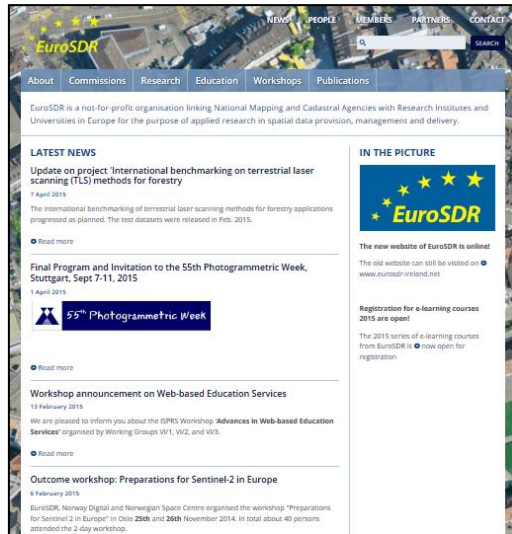 NEWS PEOPLE MEMBERS PARTNERS CONTACT
EuroSDR
SEARCH
About Commissions Research Education Workshops Publications
EuroSDR is a not-for-profit organisation linking National Mapping and Cadastral Agencies with Research Institutes and
Universities in Europe for the purpose of applied research in spatial data provision, management and delivery.
LATEST NEWS
Update on project 'International benchmarking on terrestrial laser
scanning (TLS) methods for forestry
7 April 2015
The international benchmarking of terrestrial laser scanning methods for forestry applications
progressed as planned. The test datasets were released in Feb. 2015.
Read more
Final Program and Invitation to the 55th Photogrammetric Week,
Stuttgart, Sept 7-11, 2015
1 April 2015
55th Photogrammetric Week
Read more
Workshop announcement on Web-based Education Services
13 February 2015
We are pleased to inform you about the ISPRS Workshop 'Advances in Web-based Education
Services' organised by Working Groups VI/1, VI/2, and VI/3.
Read more
Outcome workshop: Preparations for Sentinel-2 in Europe
6 February 2015
EuroSDR, Norway Digital and Norwegian Space Centre organised the workshop "Preparations
for Sentinel 2 in Europe" in Oslo 25th and 26th November 2014. In total about 40 persons
attended the 2-day workshop.
IN THE PICTURE
EuroSDR
The new website of EuroSDR is online!
The old website can still be visited on
www.eurosdr-ireland.net
Registration for e-learning courses
2015 are open!
The 2015 series of e-learning courses
from EuroSDR is now open for
registration